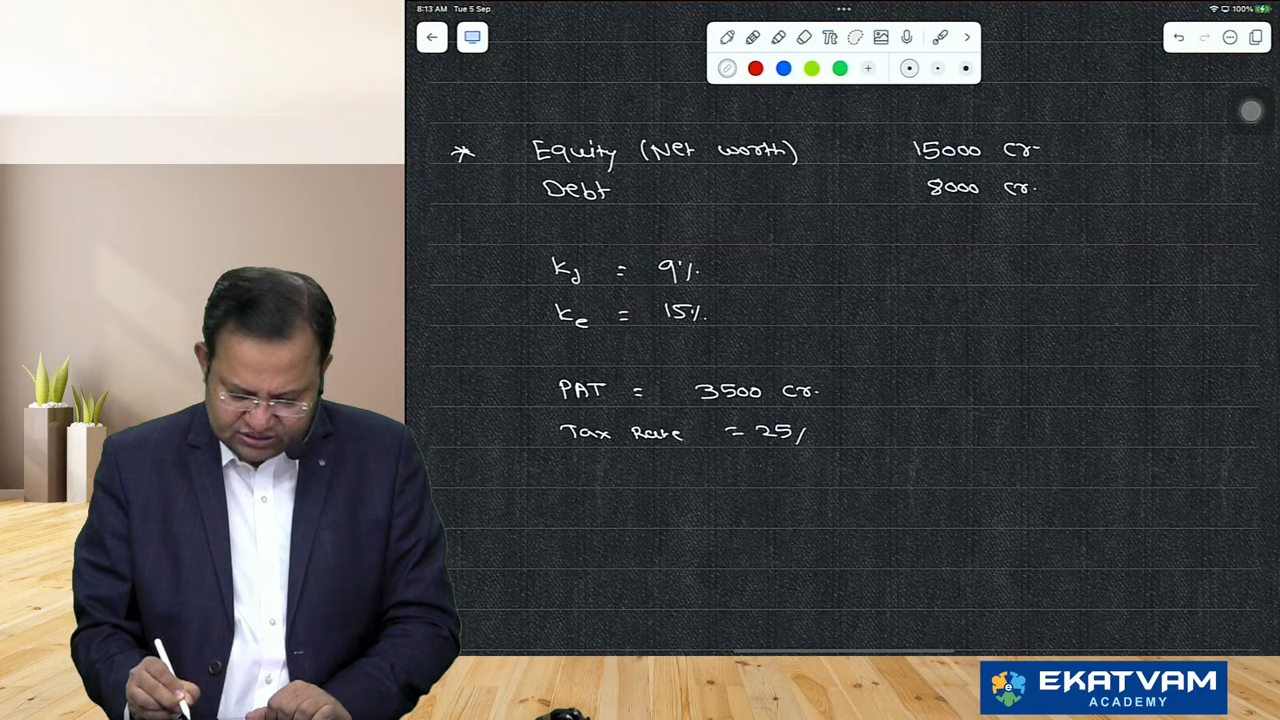 8:13 AM Tue 5 Sep
100%
* Equity (Net worth) 15000 cr.
Debt 8000 cr.
Kd = 9%.
Ke = 15%.
PAT = 3500 Cr.
Tax Rate = 25/
EKATVAM
ACADEMY